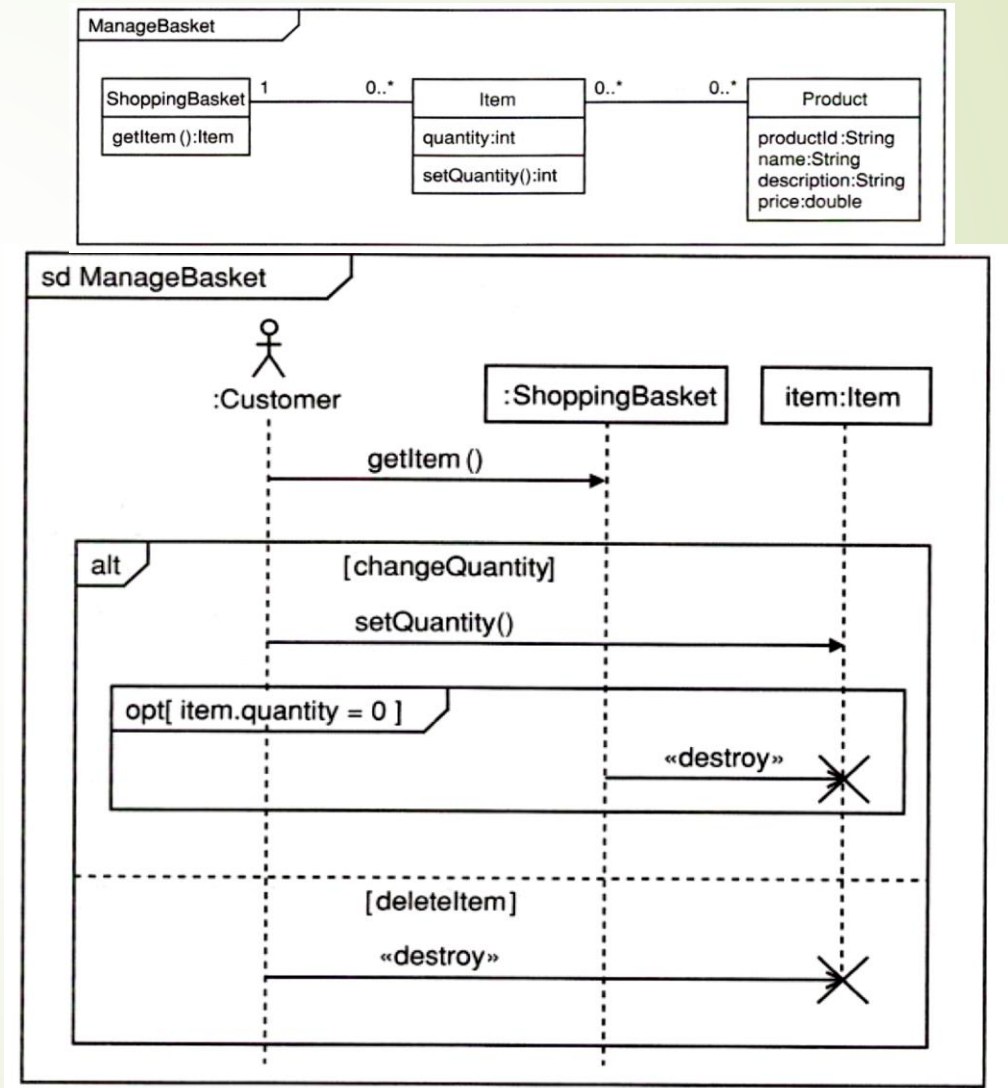 ManageBasket
ShoppingBasket
getItem ():Item
1
0..*
Item
quantity:int
setQuantity():int
0..*
0..*
Product
productId :String
name:String
description:String
price:double
sd ManageBasket
:Customer
:ShoppingBasket
item:Item
getItem ()
alt
[changeQuantity]
setQuantity()
opt[ item.quantity = 0 ]
«destroy»
[deleteItem]
«destroy»